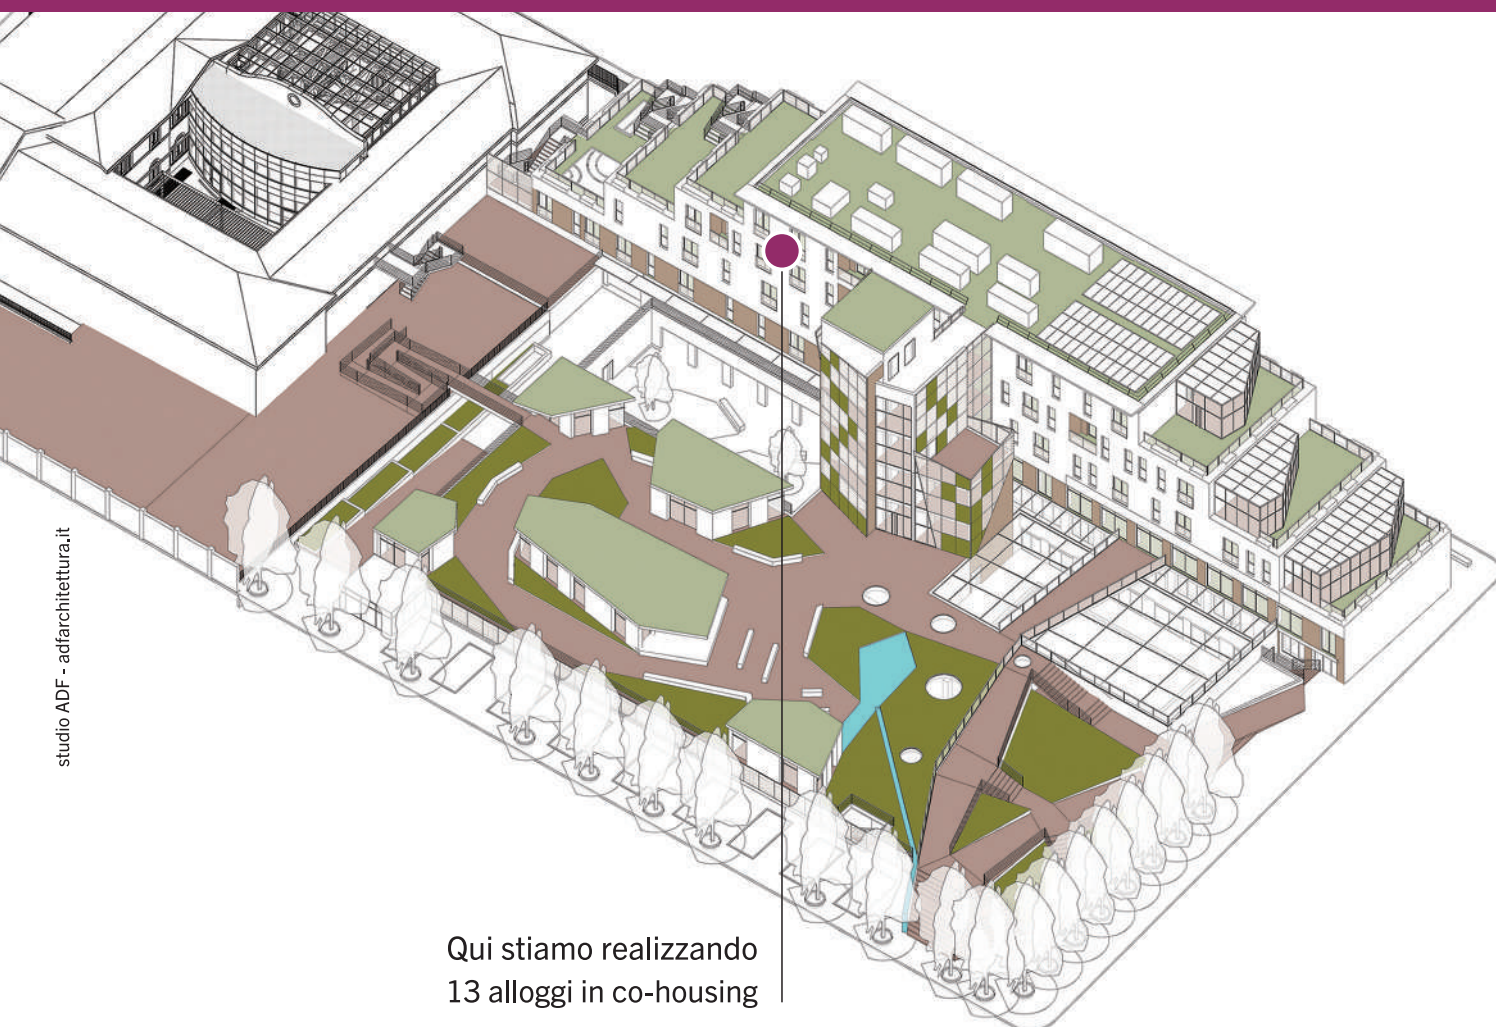 studio ADF - adfarchitettura.it
Qui stiamo realizzando
13 alloggi in co-housing